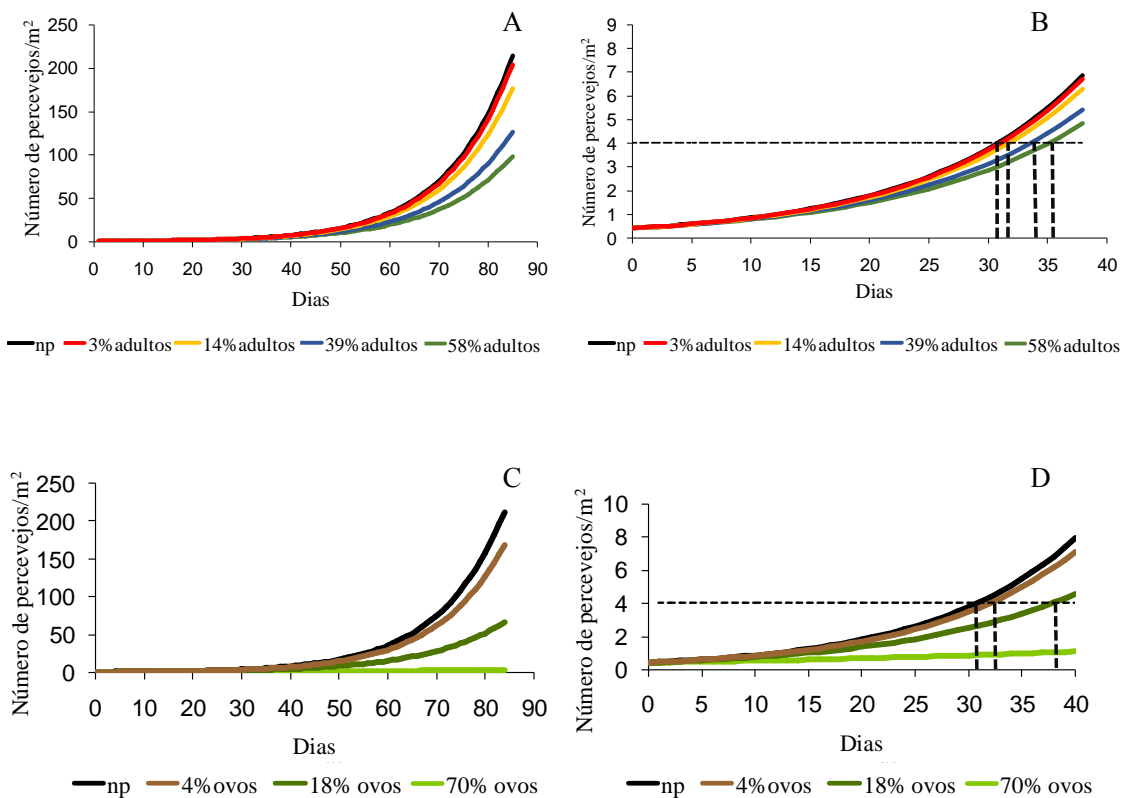 A
Número de percevejos/m²
250
200
150
100
50
0
0 10 20 30 40 50 60 70 80 90
Dias
np 3%adultos 14%adultos 39%adultos 58%adultos
B
Número de percevejos/m²
9
8
7
6
5
4
3
2
1
0
0 5 10 15 20 25 30 35 40
Dias
np 3%adultos 14%adultos 39%adultos 58%adultos
C
Número de percevejos/m²
250
200
150
100
50
0
0 10 20 30 40 50 60 70 80 90
Dias
np 4%ovos 18% ovos 70% ovos
D
Número de percevejos/m²
10
8
6
4
2
0
0 5 10 15 20 25 30 35 40
Dias
np 4%ovos 18% ovos 70% ovos